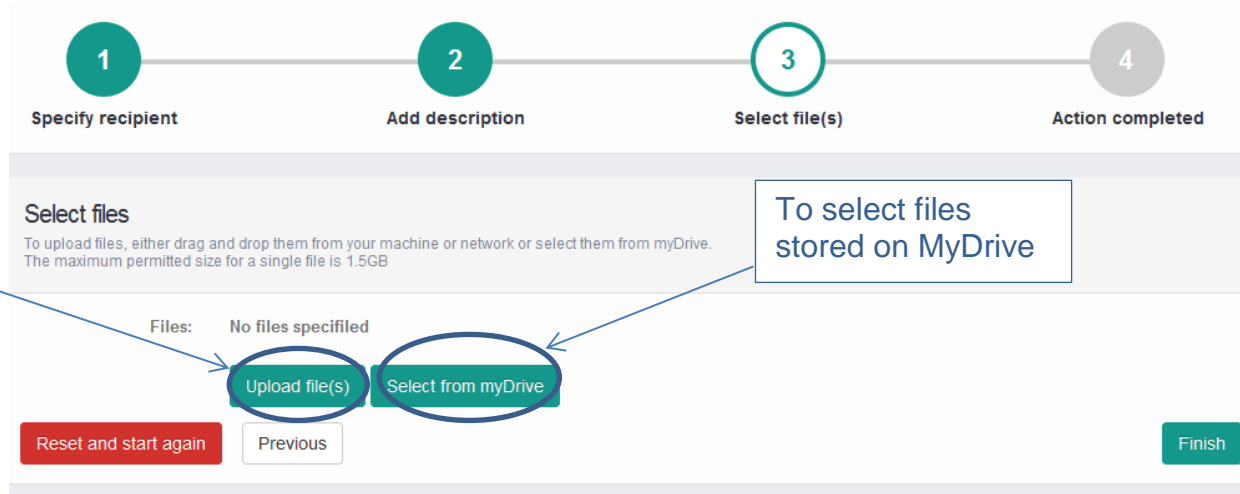 1 2 3 4
Specify recipient Add description Select file(s) Action completed
Select files
To upload files, either drag and drop them from your machine or network or select them from myDrive.
The maximum permitted size for a single file is 1.5GB
To select files
stored on MyDrive
Files: No files specifiled
Upload file(s) Select from myDrive
Reset and start again Previous Finish